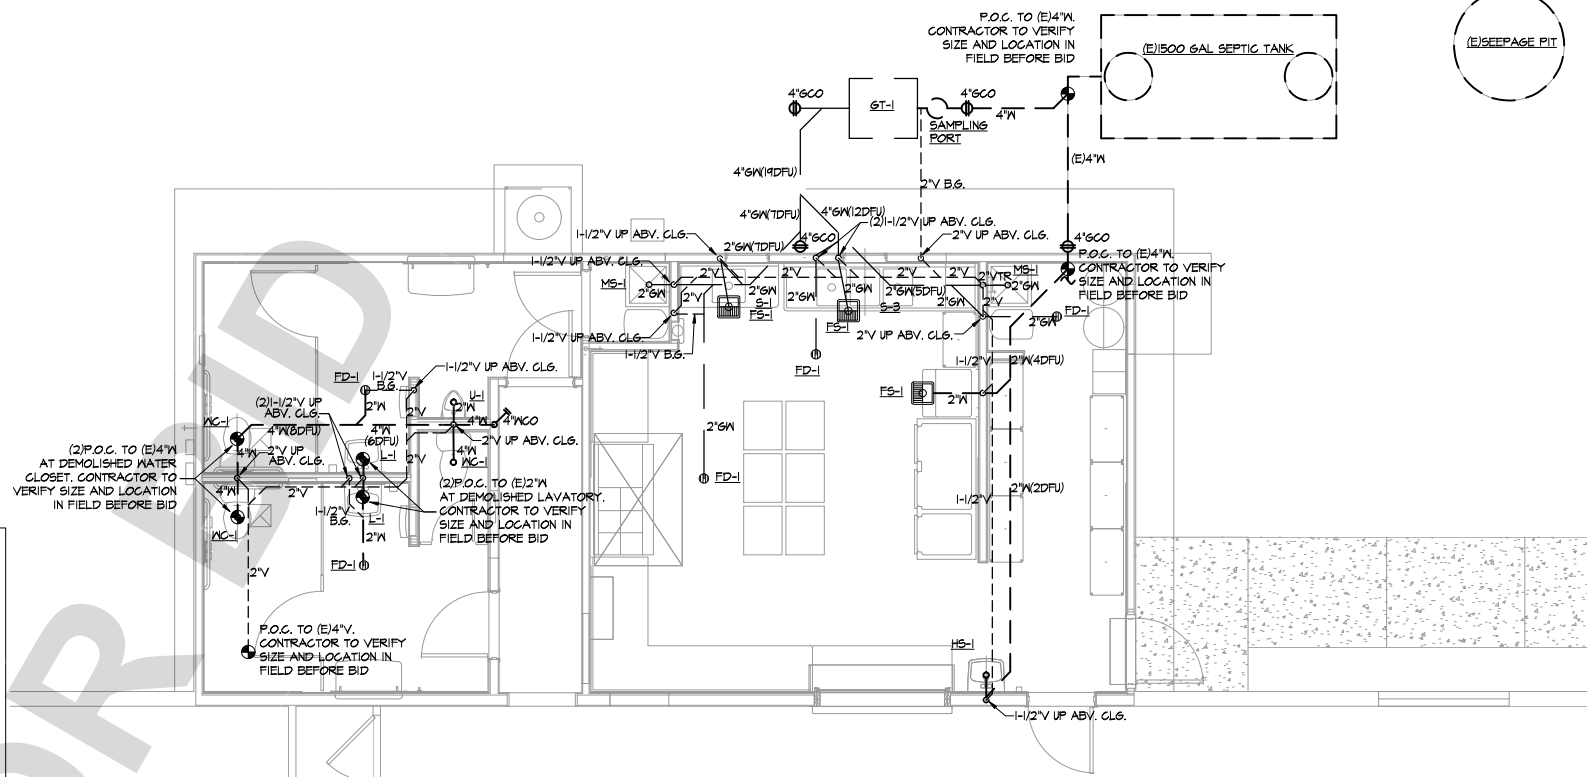 P.O.C. TO (E)4"W.
CONTRACTOR TO VERIFY
SIZE AND LOCATION IN
FIELD BEFORE BID
(E)1500 GAL SEPTIC TANK
(E)SEEPAGE PIT
4"GCO
GT-1
4"GCO
4"W
SAMPLING
PORT
(E)4"W
4"GW(19DFU)
2"V B.G.
4"GW(7DFU)
4"GW(12DFU)
(2)1-1/2"V UP ABV. CLG.
1-1/2"V UP ABV. CLG.
2"GW(7DFU)
4"GCO
2"V UP ABV. CLG.
4"GCO
P.O.C. TO (E)4"W.
CONTRACTOR TO VERIFY
SIZE AND LOCATION IN
FIELD BEFORE BID
1-1/2"V UP ABV. CLG.
2"V
2"V
2"V
2"V
2"VTR
MS-1
MS-1
2"GW
2"V
2"GW
2"GW
2"GW
2"GW(5DFU)
2"GW
2"V
2"GW
S-1
FS-1
S-3
FS-1
FD-1
2"GW
1-1/2"V UP ABV. CLG.
2"V UP ABV. CLG.
1-1/2"V B.G.
FD-1
1-1/2"V
2"W(4DFU)
FD-1
1-1/2"V
B.G.
1-1/2"V UP ABV. CLG.
FS-1
2"W
(2)1-1/2"V UP
ABV. CLG.
2"W
2"V
U-1
2"W
WC-1
4"W(8DFU)
4"W
(6DFU)
4"W
4"WCO
2"GW
2"V UP ABV. CLG.
(2)P.O.C. TO (E)4"W
AT DEMOLISHED WATER
CLOSET. CONTRACTOR TO
VERIFY SIZE AND LOCATION
IN FIELD BEFORE BID
4"W
2"V UP
ABV. CLG.
L-1
2"V
4"W
WC-1
FD-1
4"W
2"V
(2)P.O.C. TO (E)2"W
AT DEMOLISHED LAVATORY.
CONTRACTOR TO VERIFY
SIZE AND LOCATION IN
FIELD BEFORE BID
1-1/2"V
2"W(2DFU)
1-1/2"V
B.G.
L-1
WC-1
2"W
FD-1
2"V
P.O.C. TO (E)4"V.
CONTRACTOR TO VERIFY
SIZE AND LOCATION IN
FIELD BEFORE BID
HS-1
1-1/2"V UP ABV. CLG.
OR BID